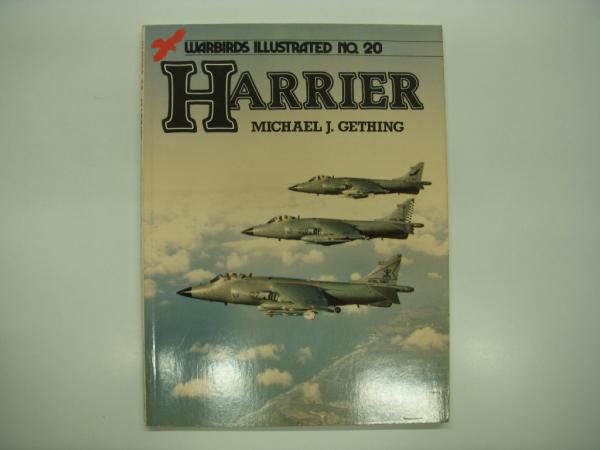 WARBIRDS ILLUSTRATED NO. 20
HARRIER
MICHAEL J. GETHING